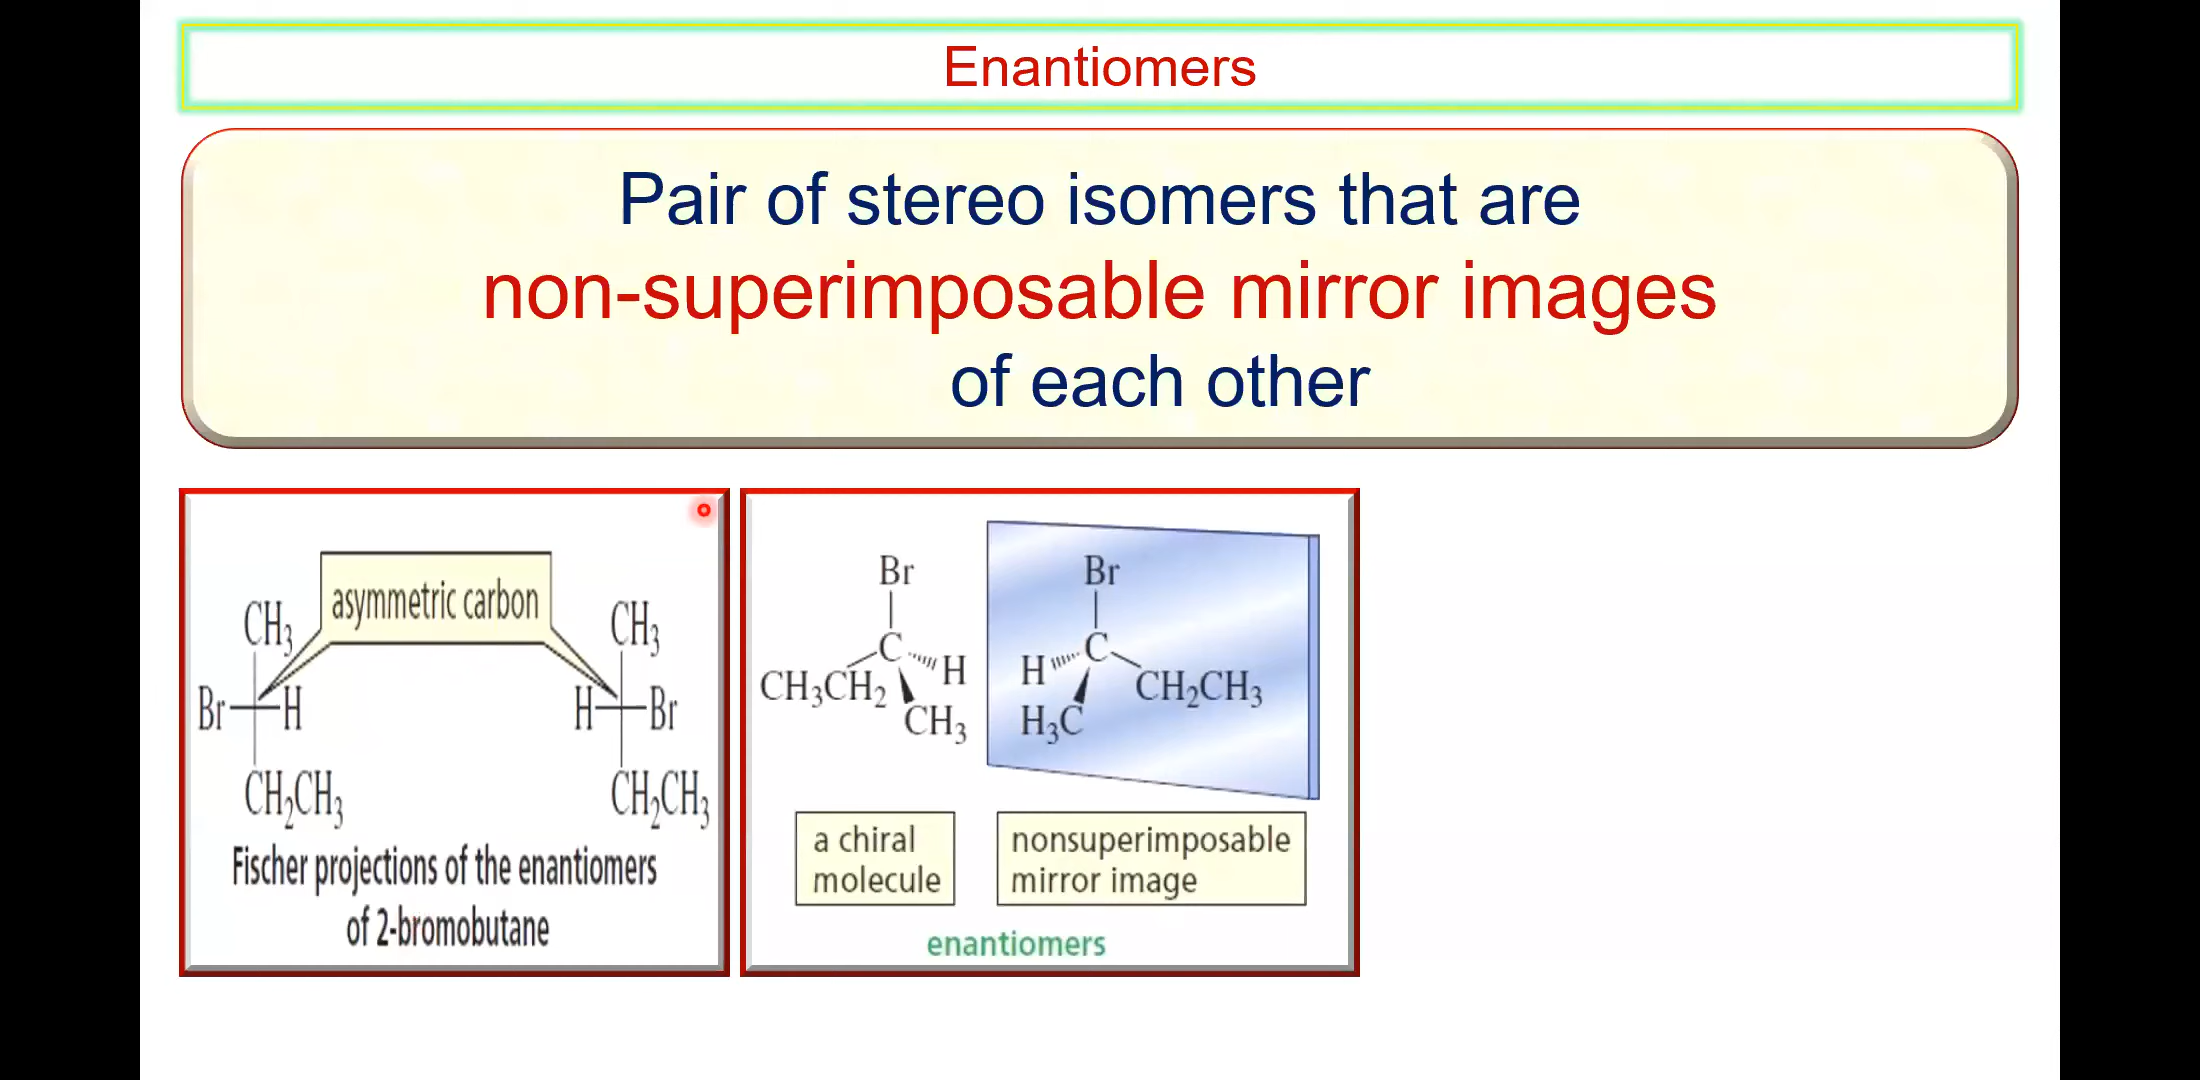 Enantiomers
Pair of stereo isomers that are
non-superimposable mirror images
of each other
asymmetric carbon
CH₃
Br
H
CH₂CH₃
CH₃
H
Br
CH₂CH₃
Fischer projections of the enantiomers
of 2-bromobutane
Br
C
H
CH₃CH₂
CH₃
Br
C
H
CH₂CH₃
H₃C
a chiral
molecule
nonsuperimposable
mirror image
enantiomers